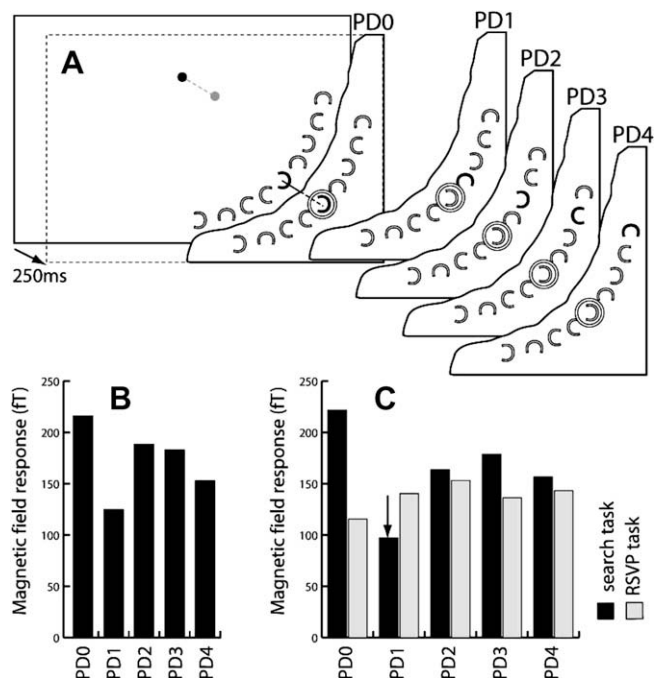 A
PD0
PD1
PD2
PD3
PD4
250ms
B
Magnetic field response (fT)
250
200
150
100
50
0
PD0
PD1
PD2
PD3
PD4
C
Magnetic field response (fT)
250
200
150
100
50
0
PD0
PD1
PD2
PD3
PD4
search task
RSVP task